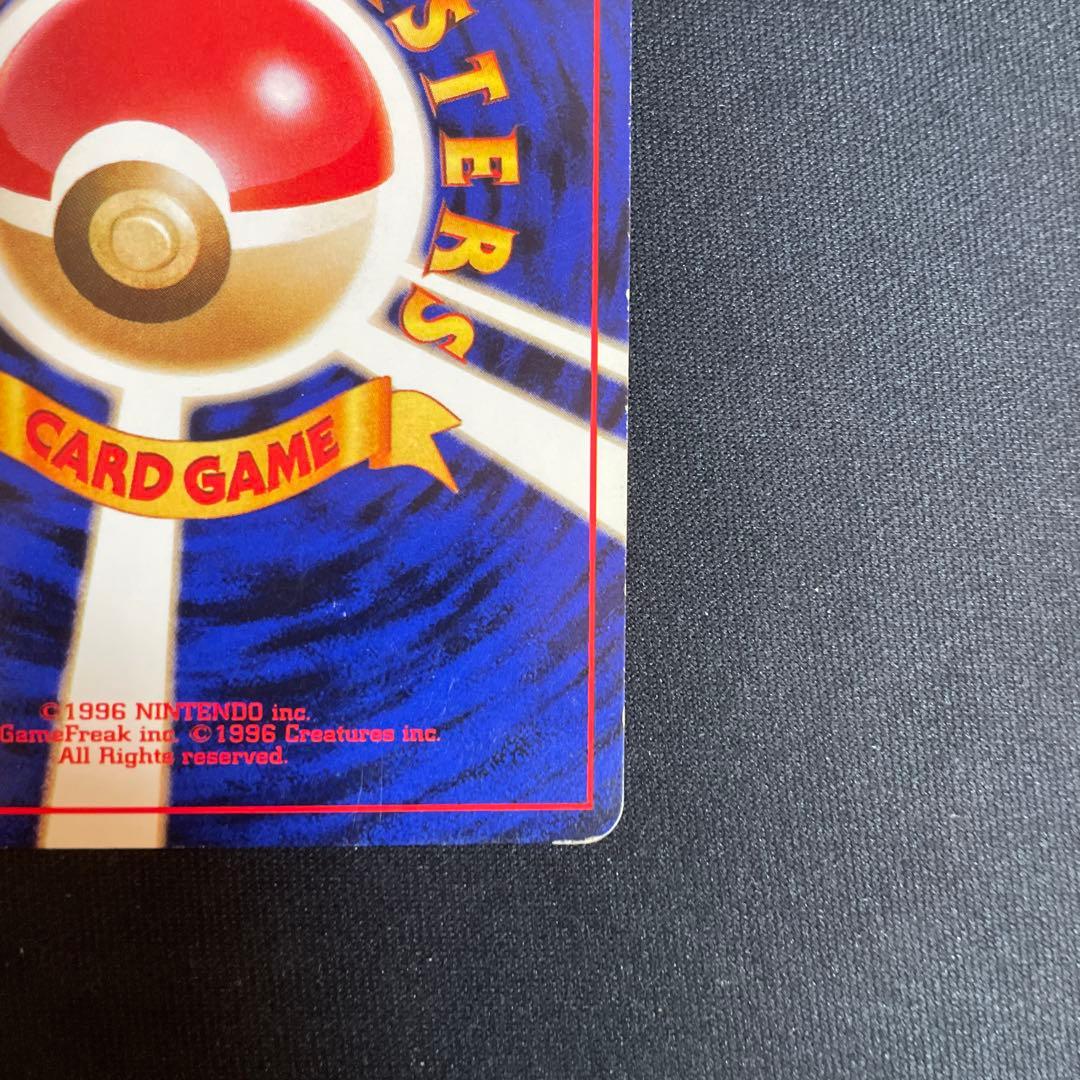 STERS
CARD GAME
©1996 NINTENDO inc.
GameFreak inc. ©1996 Creatures inc.
All Rights reserved.